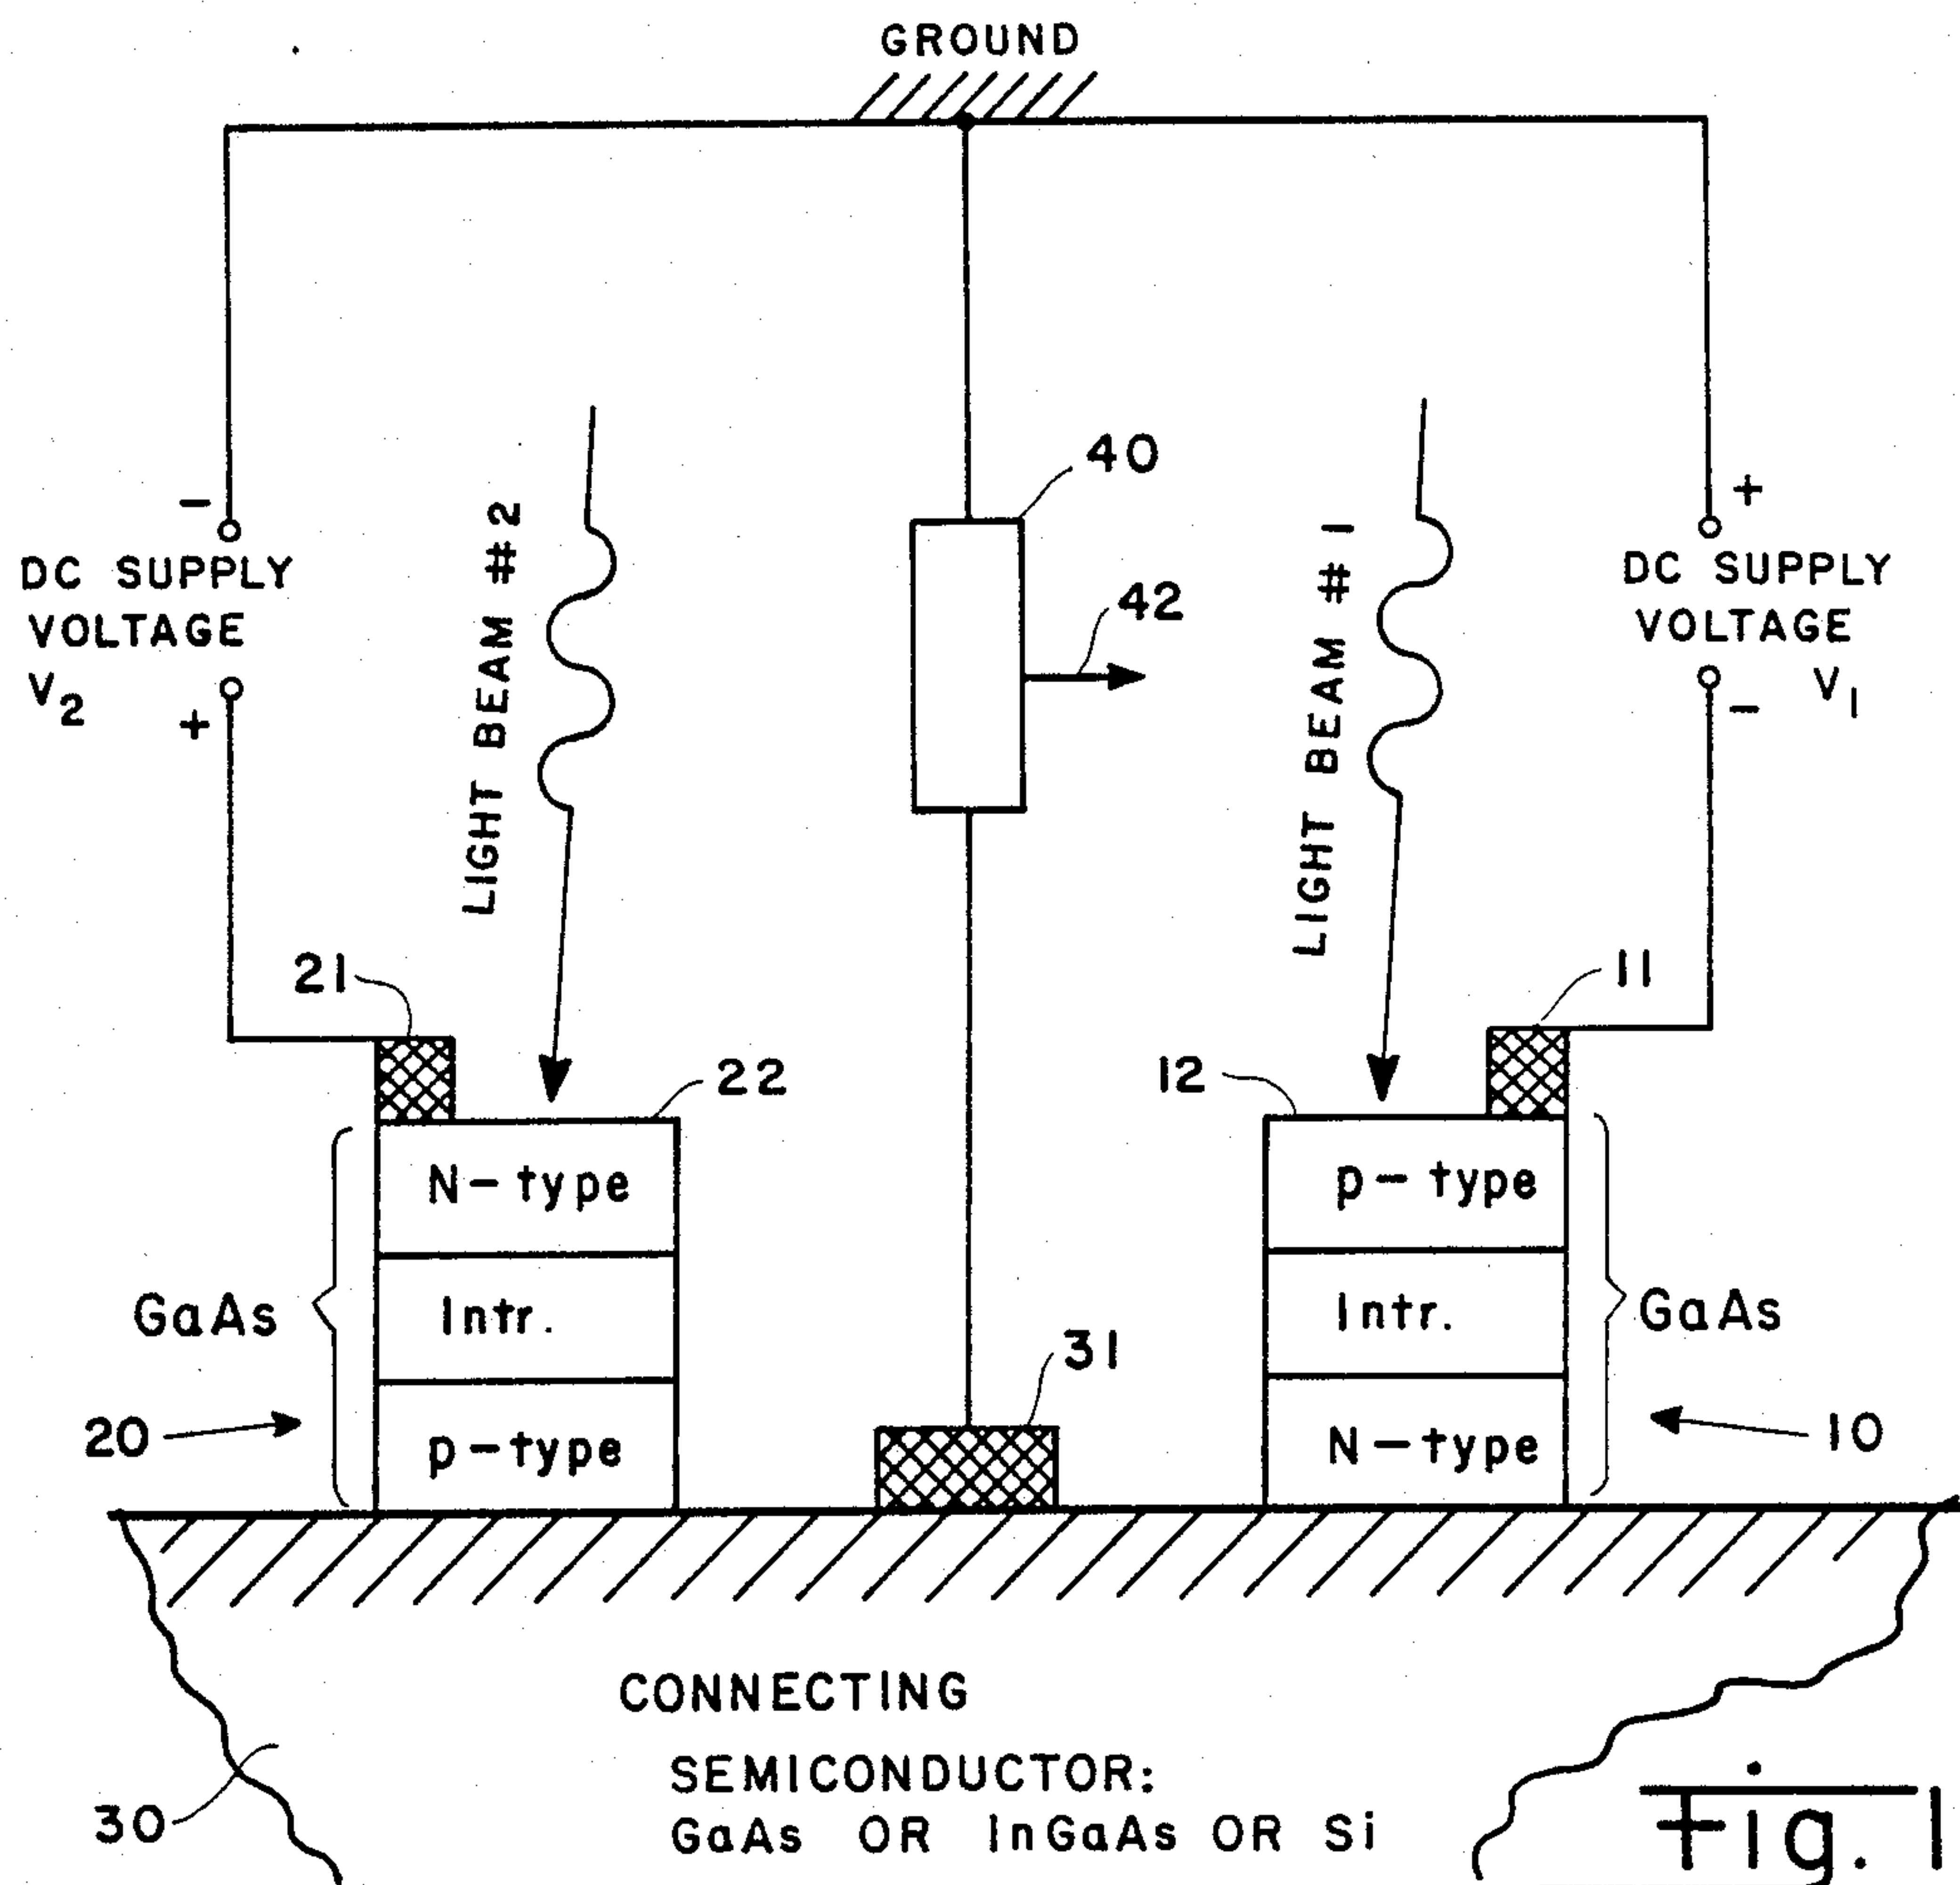 GROUND
40
42
-
DC SUPPLY
VOLTAGE
V2
+
LIGHT BEAM #2
LIGHT BEAM #1
+
DC SUPPLY
VOLTAGE
- V1
21
11
22
12
N-type
Intr.
p-type
GaAs
20
31
p-type
Intr.
N-type
GaAs
10
CONNECTING
SEMICONDUCTOR:
GaAs OR InGaAs OR Si
30
Fig. 1